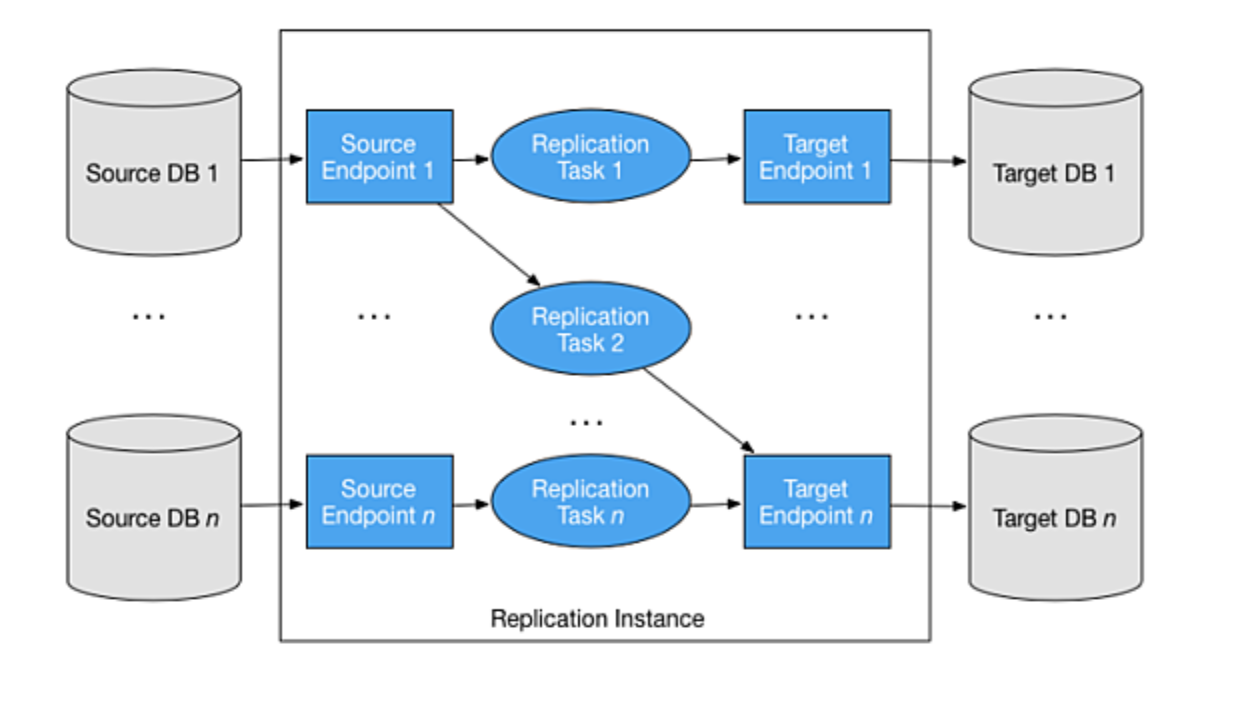 Source
Endpoint 1
Replication
Task 1
Target
Endpoint 1
Source DB 1
Target DB 1
...
...
Replication
Task 2
...
...
...
Source
Endpoint n
Replication
Task n
Target
Endpoint n
Source DB n
Target DB n
Replication Instance